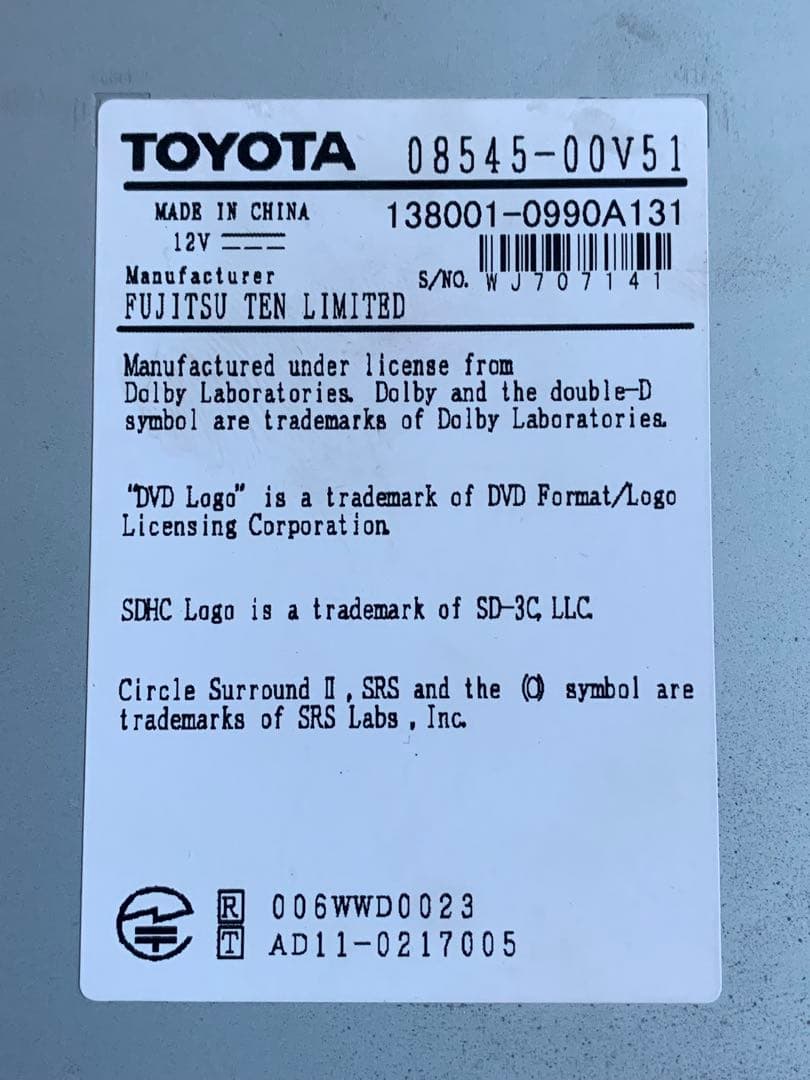 TOYOTA 08545-00V51
MADE IN CHINA 138001-0990A131
12V
Manufacturer S/NO. WJ707141
FUJITSU TEN LIMITED
Manufactured under license from
Dolby Laboratories. Dolby and the double-D
symbol are trademarks of Dolby Laboratories.
"DVD Logo" is a trademark of DVD Format/Logo
Licensing Corporation.
SDHC Logo is a trademark of SD-3C, LLC.
Circle Surround Ⅱ, SRS and the (O) symbol are
trademarks of SRS Labs, Inc.
R 006WWD0023
T AD11-0217005